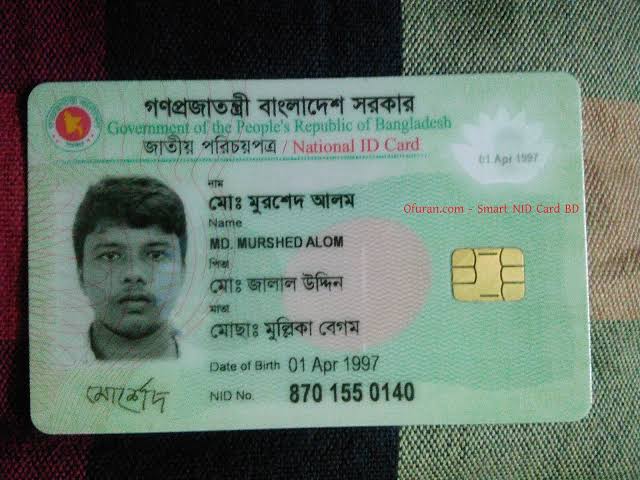 গণপ্রজাতন্ত্রী বাংলাদেশ সরকার
Government of the People's Republic of Bangladesh
জাতীয় পরিচয়পত্র / National ID Card
01 Apr 1997
নাম
মোঃ মুরশেদ আলম
Ofuran.com - Smart NID Card BD
Name
MD. MURSHED ALOM
পিতা
মোঃ জালাল উদ্দিন
মাতা
মোছাঃ মুল্লিকা বেগম
Date of Birth 01 Apr 1997
মোর্শেদ
NID No. 870 155 0140